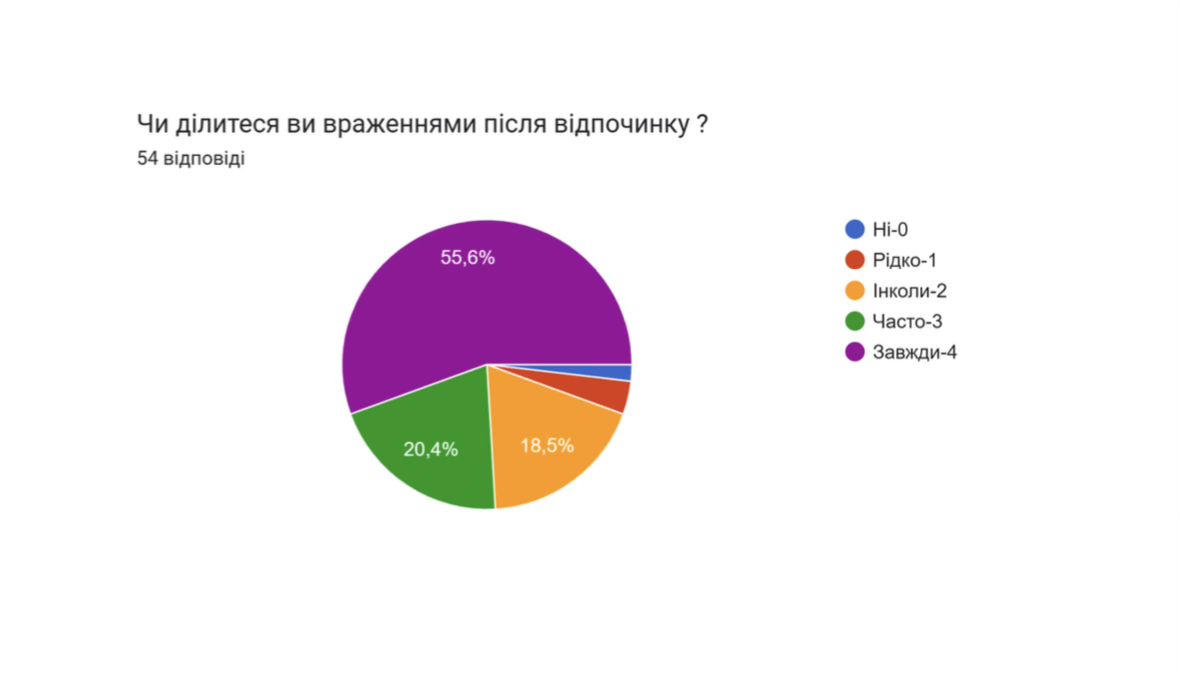 Чи ділитеся ви враженнями після відпочинку ?
54 відповіді
55,6%
20,4%
18,5%
Ні-0
Рідко-1
Інколи-2
Часто-3
Завжди-4